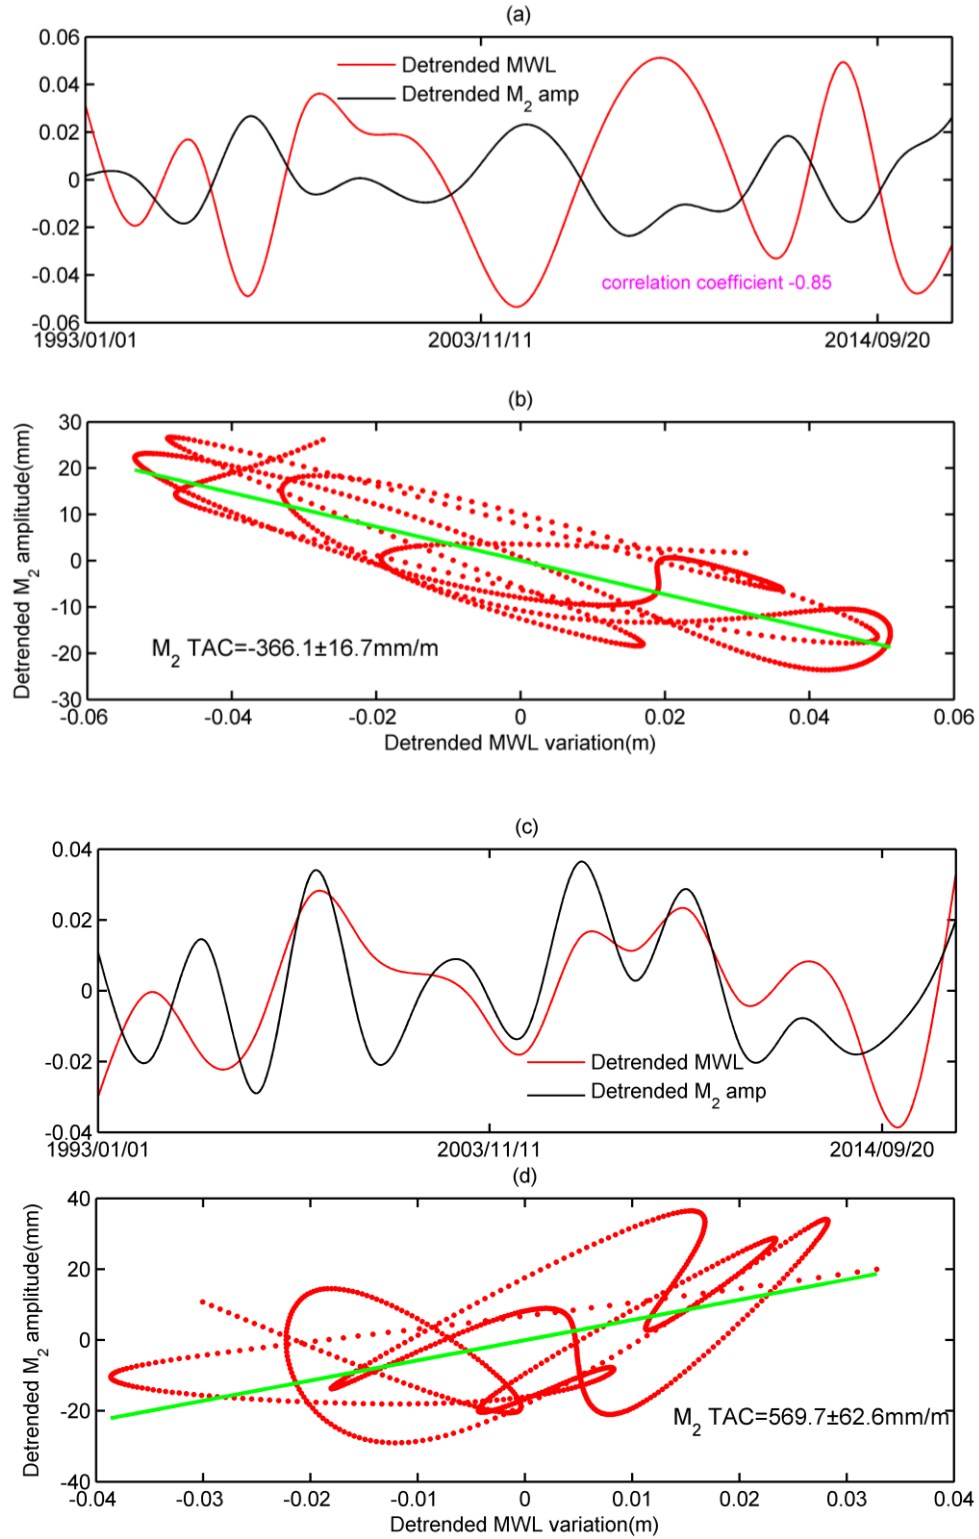 (a)
0.06
0.04
0.02
0
-0.02
-0.04
-0.06
Detrended MWL
Detrended M2 amp
correlation coefficient -0.85
1993/01/01 2003/11/11 2014/09/20
(b)
Detrended M2 amplitude(mm)
30
20
10
0
-10
-20
-30
M2 TAC=-366.1±16.7mm/m
-0.06 -0.04 -0.02 0 0.02 0.04 0.06
Detrended MWL variation(m)
(c)
0.04
0.02
0
-0.02
-0.04
Detrended MWL
Detrended M2 amp
1993/01/01 2003/11/11 2014/09/20
(d)
Detrended M2 amplitude(mm)
40
20
0
-20
-40
M2 TAC=569.7±62.6mm/m
-0.04 -0.03 -0.02 -0.01 0 0.01 0.02 0.03 0.04
Detrended MWL variation(m)